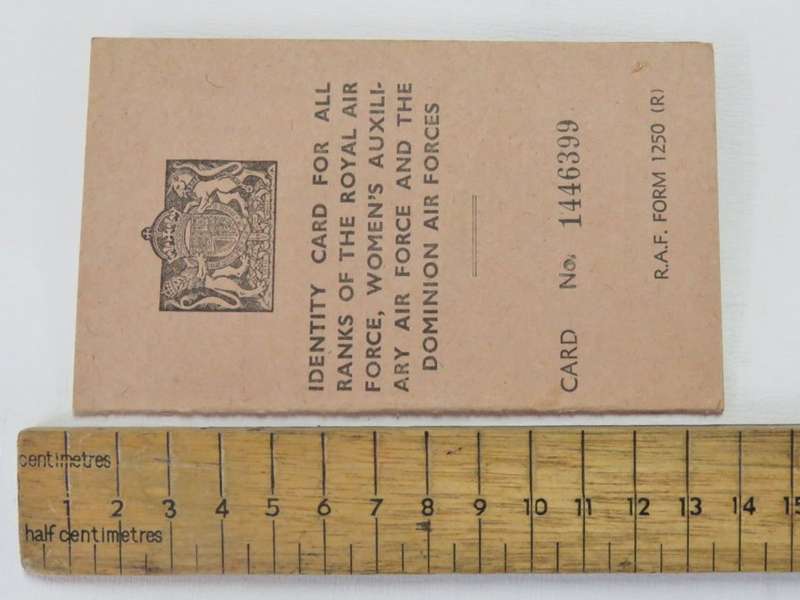 IDENTITY CARD FOR ALL
RANKS OF THE ROYAL AIR
FORCE, WOMEN'S AUXILI-
ARY AIR FORCE AND THE
DOMINION AIR FORCES
CARD No. 1446399
R.A.F. FORM 1250 (R)
centimetres
1 2 3 4 5 6 7 8 9 10 11 12 13 14 15
half centimetres